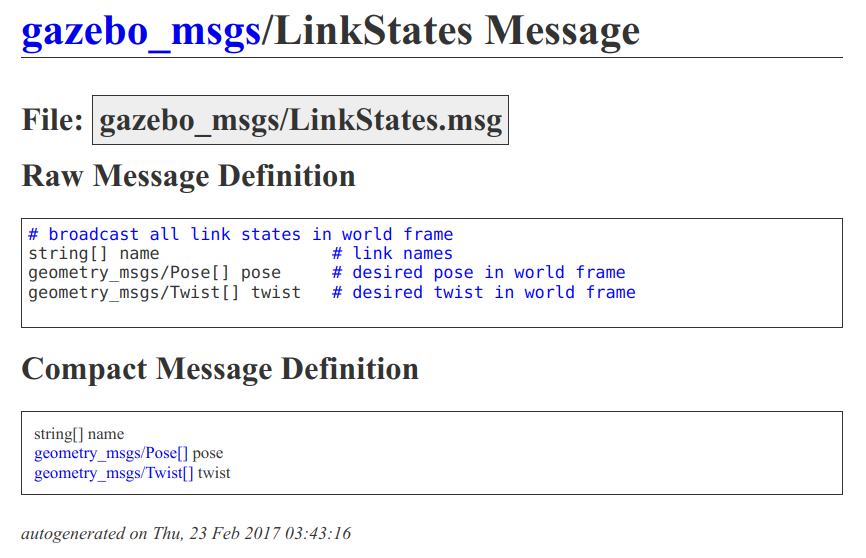 gazebo_msgs/LinkStates Message
File: gazebo_msgs/LinkStates.msg
Raw Message Definition
# broadcast all link states in world frame
string[] name                 # link names
geometry_msgs/Pose[] pose     # desired pose in world frame
geometry_msgs/Twist[] twist   # desired twist in world frame
Compact Message Definition
string[] name
geometry_msgs/Pose[] pose
geometry_msgs/Twist[] twist
autogenerated on Thu, 23 Feb 2017 03:43:16